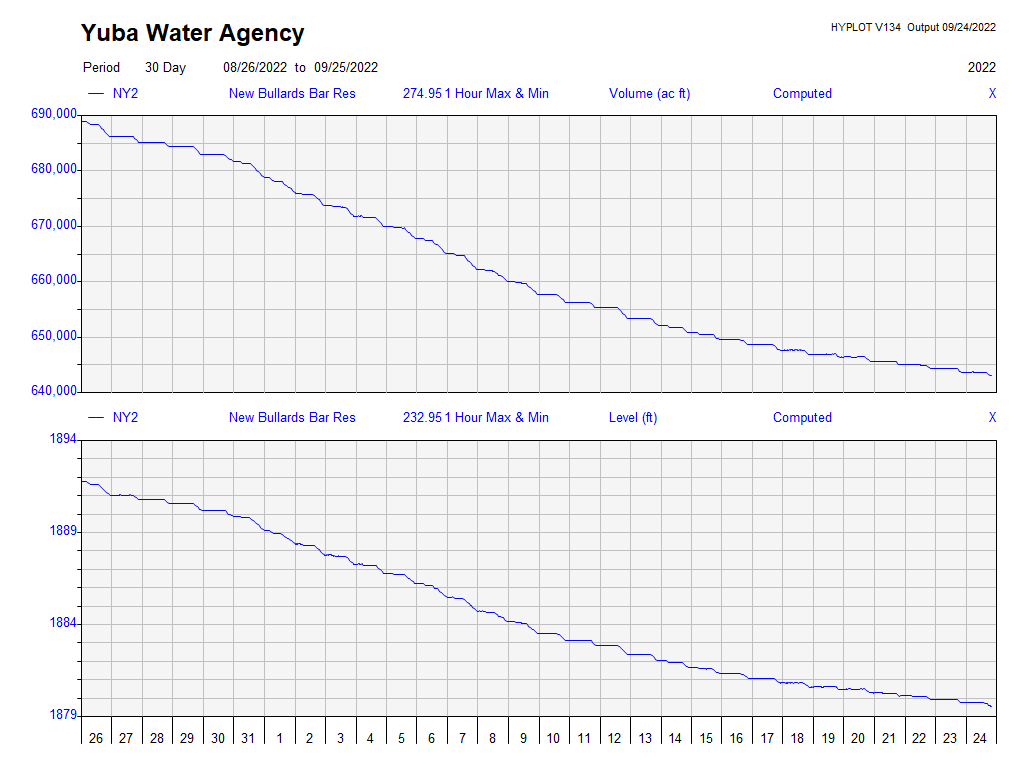 Yuba Water Agency
HYPLOT V134 Output 09/24/2022
Period 30 Day 08/26/2022 to 09/25/2022 2022
NY2 New Bullards Bar Res 274.95 1 Hour Max & Min Volume (ac ft) Computed X
690,000
680,000
670,000
660,000
650,000
640,000
NY2 New Bullards Bar Res 232.95 1 Hour Max & Min Level (ft) Computed X
1894
1889
1884
1879
26 27 28 29 30 31 1 2 3 4 5 6 7 8 9 10 11 12 13 14 15 16 17 18 19 20 21 22 23 24